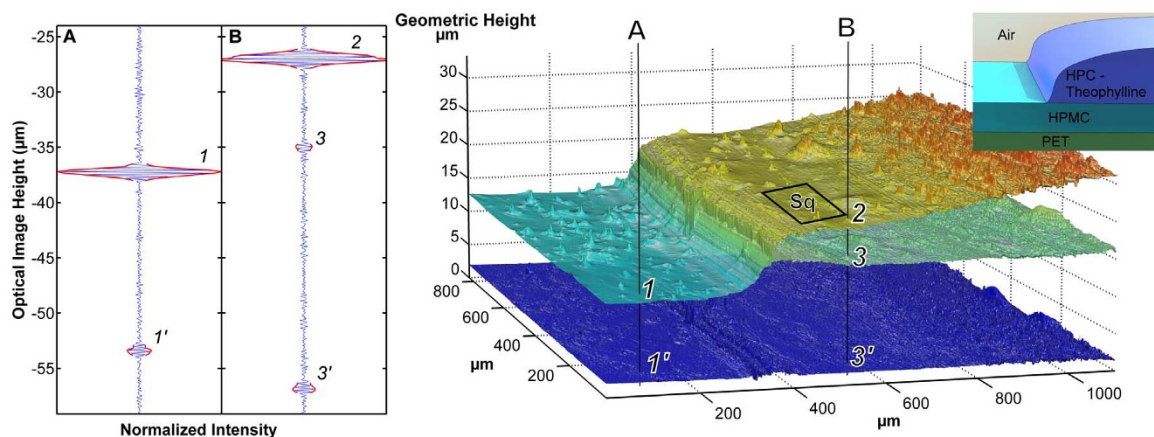 A
B
-25
-30
-35
-40
-45
-50
-55
2
3
1
1'
3'
Optical Image Height (µm)
Normalized Intensity
Geometric Height
µm
30
25
20
15
10
5
0
800
600
400
200
µm
200
400
600
800
1000
µm
A
B
Sq
2
3
1
1'
3'
Air
HPC -
Theophylline
HPMC
PET